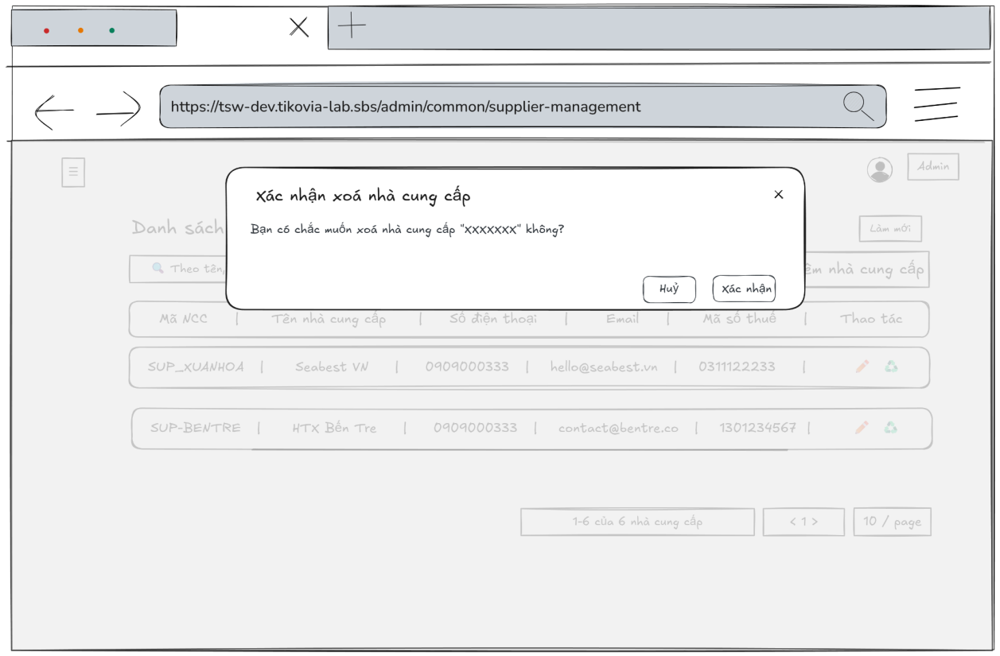 https://tsw-dev.tikovia-lab.sbs/admin/common/supplier-management
Admin
Xác nhận xoá nhà cung cấp
Bạn có chắc muốn xoá nhà cung cấp "XXXXXXX" không?
Huỷ Xác nhận
Danh sách
Làm mới
Theo tên,
êm nhà cung cấp
Mã NCC | Tên nhà cung cấp | Số điện thoại | Email | Mã số thuế | Thao tác
SUP_XUANHOA | Seabest VN | 0909000333 | hello@seabest.vn | 0311122233 |
SUP-BENTRE | HTX Bến Tre | 0909000333 | contact@bentre.co | 1301234567 |
1-6 của 6 nhà cung cấp < 1 > 10 / page